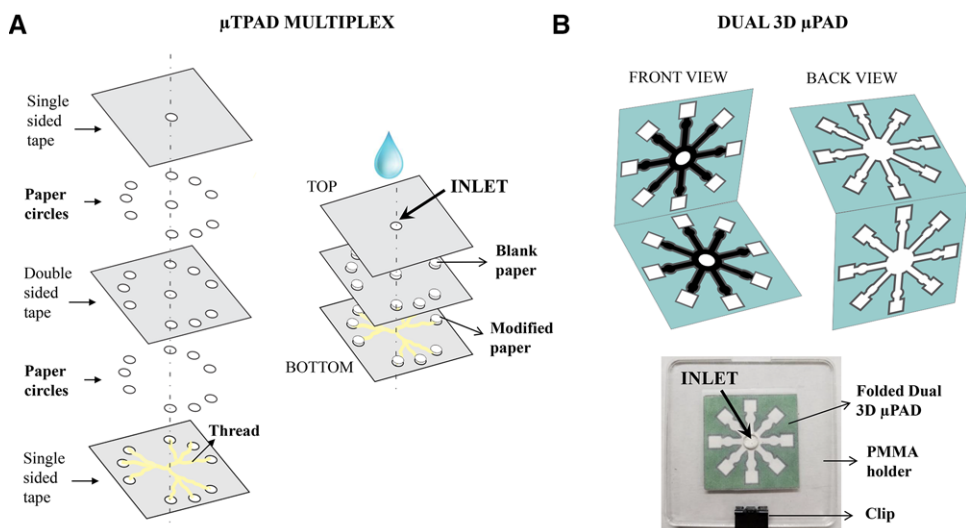 A
µTPAD MULTIPLEX
Single
sided
tape
Paper
circles
Double
sided
tape
Paper
circles
Single
sided
tape
Thread
TOP
INLET
Blank
paper
Modified
paper
BOTTOM
B
DUAL 3D µPAD
FRONT VIEW
BACK VIEW
INLET
Folded Dual
3D µPAD
PMMA
holder
Clip